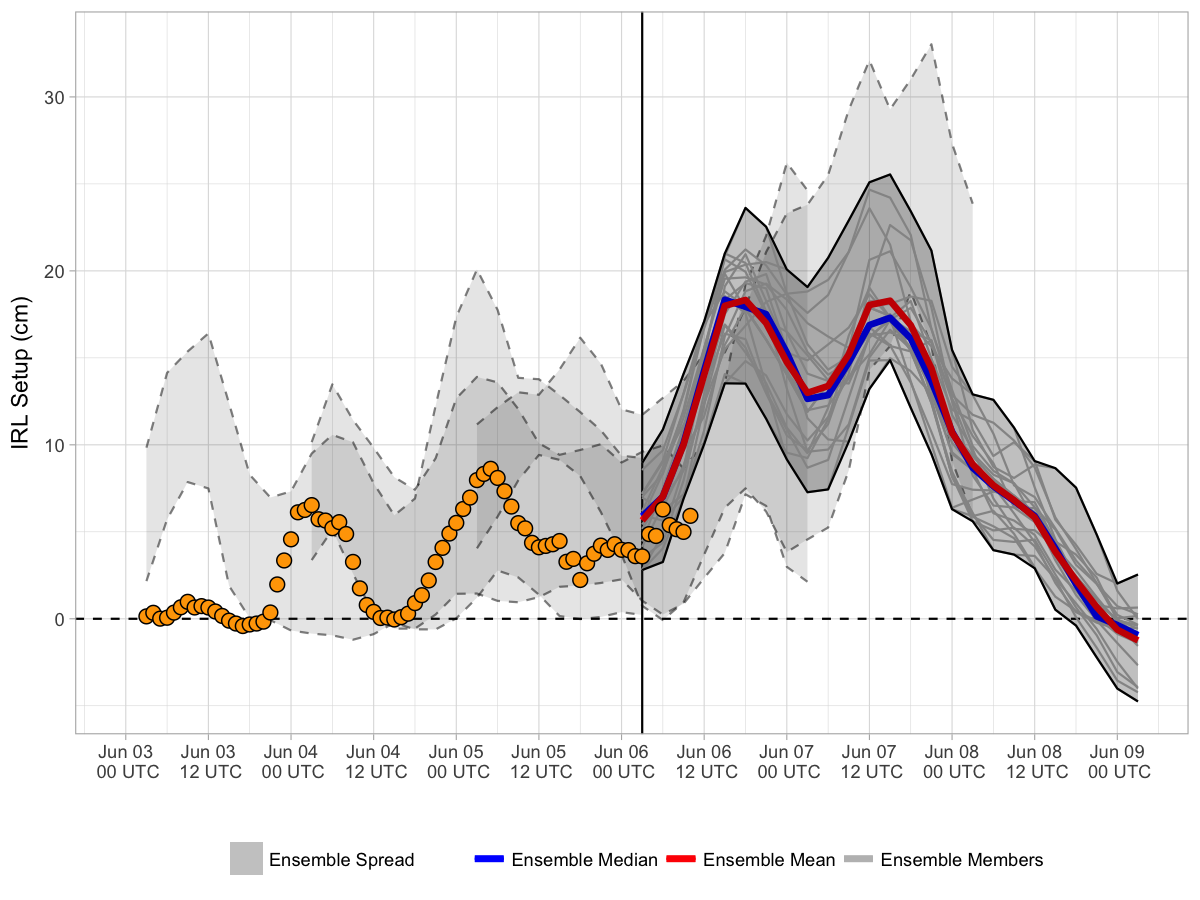 30
20
10
0
IRL Setup (cm)
Jun 03 Jun 03 Jun 04 Jun 04 Jun 05 Jun 05 Jun 06 Jun 06 Jun 07 Jun 07 Jun 08 Jun 08 Jun 09
00 UTC 12 UTC 00 UTC 12 UTC 00 UTC 12 UTC 00 UTC 12 UTC 00 UTC 12 UTC 00 UTC 12 UTC 00 UTC
Ensemble Spread Ensemble Median Ensemble Mean Ensemble Members